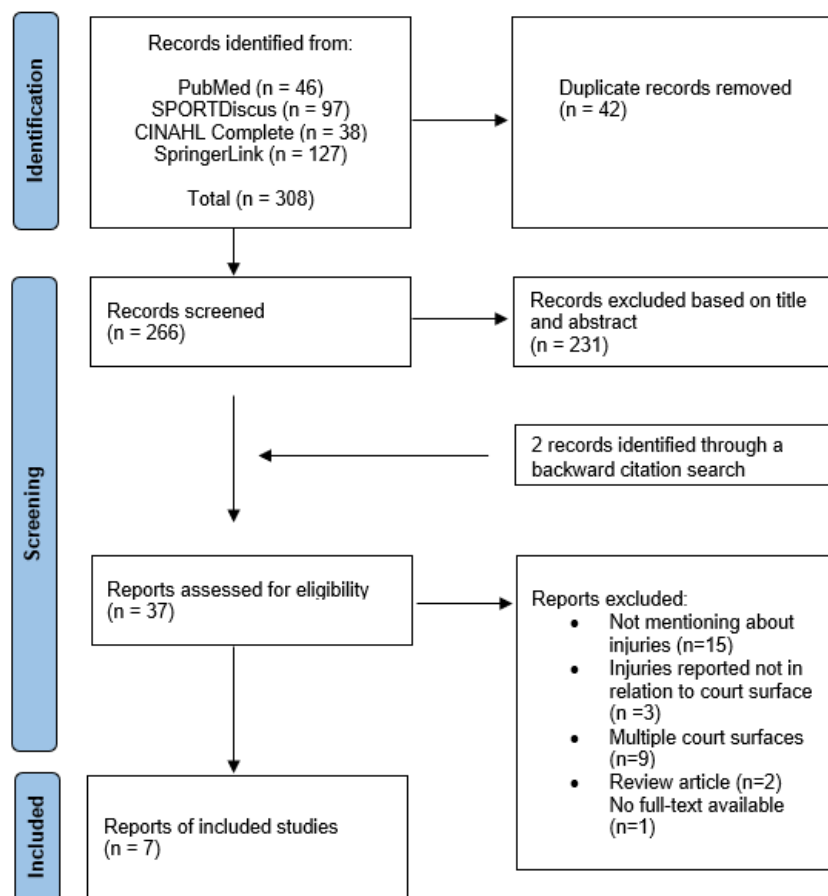 Identification
Records identified from:
PubMed (n = 46)
SPORTDiscus (n = 97)
CINAHL Complete (n = 38)
SpringerLink (n = 127)
Total (n = 308)
Duplicate records removed
(n = 42)
Screening
Records screened
(n = 266)
Records excluded based on title
and abstract
(n = 231)
2 records identified through a
backward citation search
Reports assessed for eligibility
(n = 37)
Reports excluded:
• Not mentioning about
injuries (n=15)
• Injuries reported not in
relation to court surface
(n =3)
• Multiple court surfaces
(n=9)
• Review article (n=2)
No full-text available
(n=1)
Included
Reports of included studies
(n = 7)